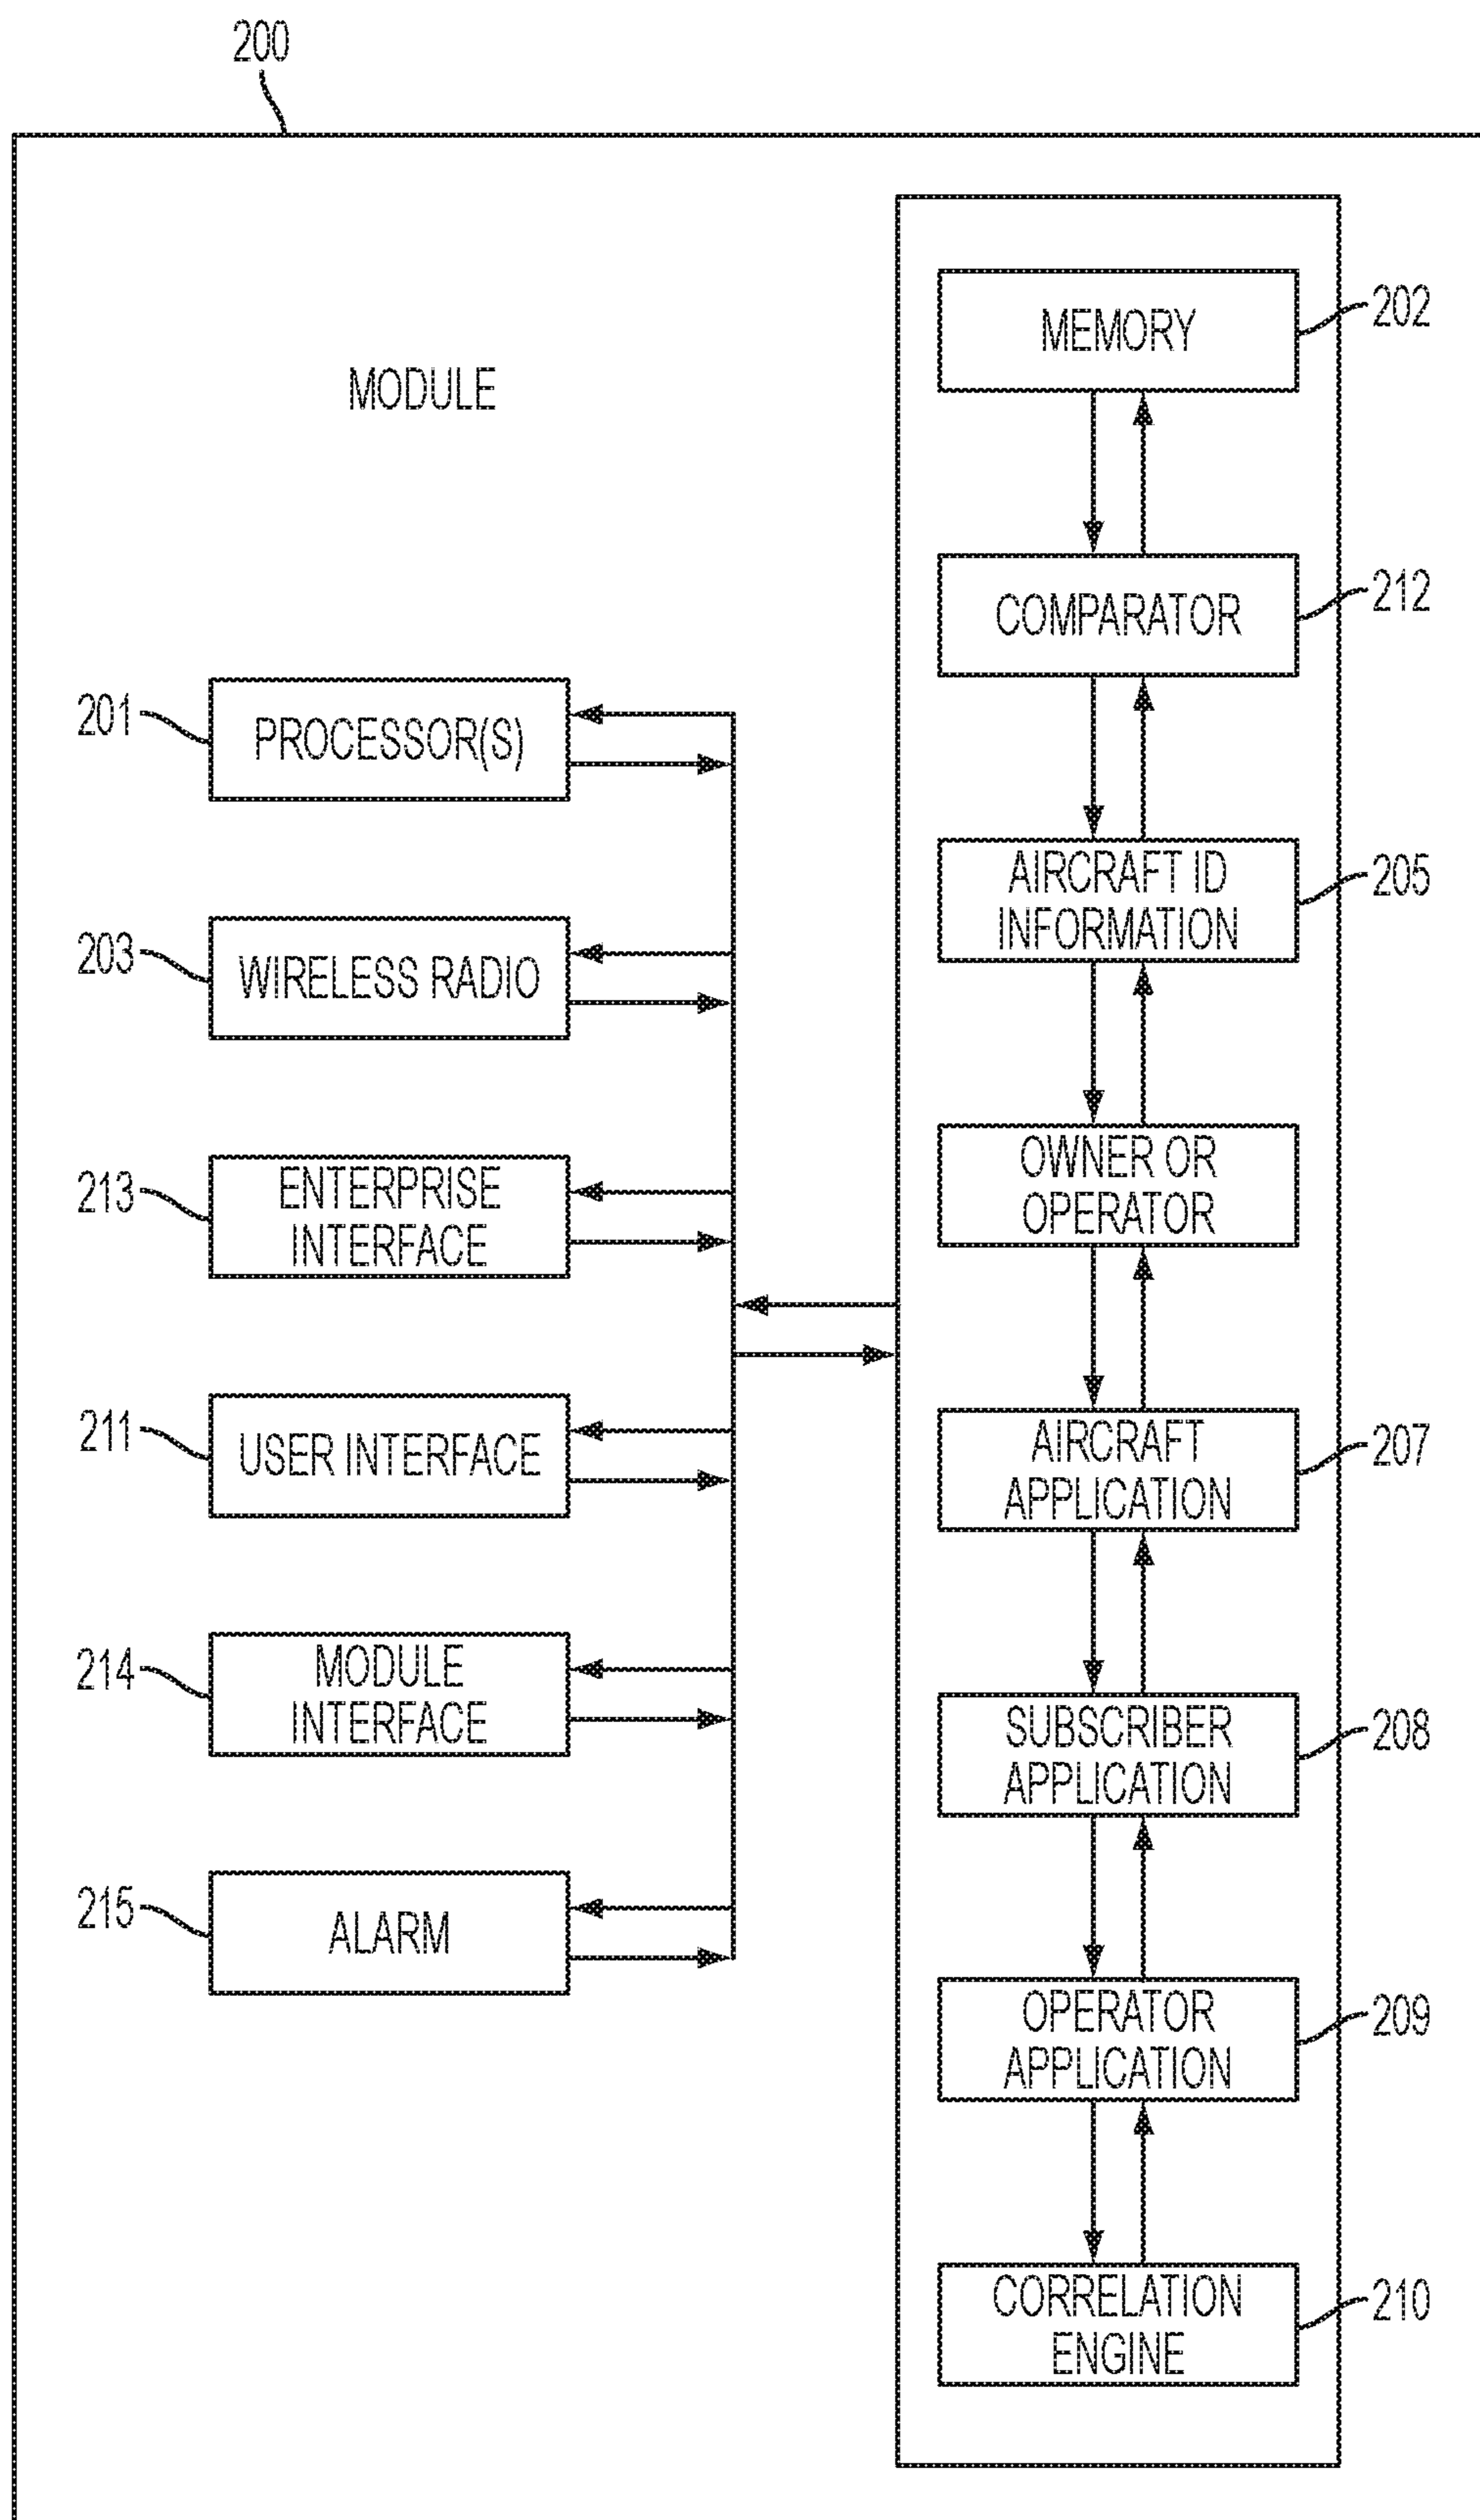 200
MODULE
MEMORY
202
COMPARATOR
212
201
PROCESSOR(S)
AIRCRAFT ID
INFORMATION
205
203
WIRELESS RADIO
OWNER OR
OPERATOR
213
ENTERPRISE
INTERFACE
211
USER INTERFACE
AIRCRAFT
APPLICATION
207
214
MODULE
INTERFACE
SUBSCRIBER
APPLICATION
208
215
ALARM
OPERATOR
APPLICATION
209
CORRELATION
ENGINE
210